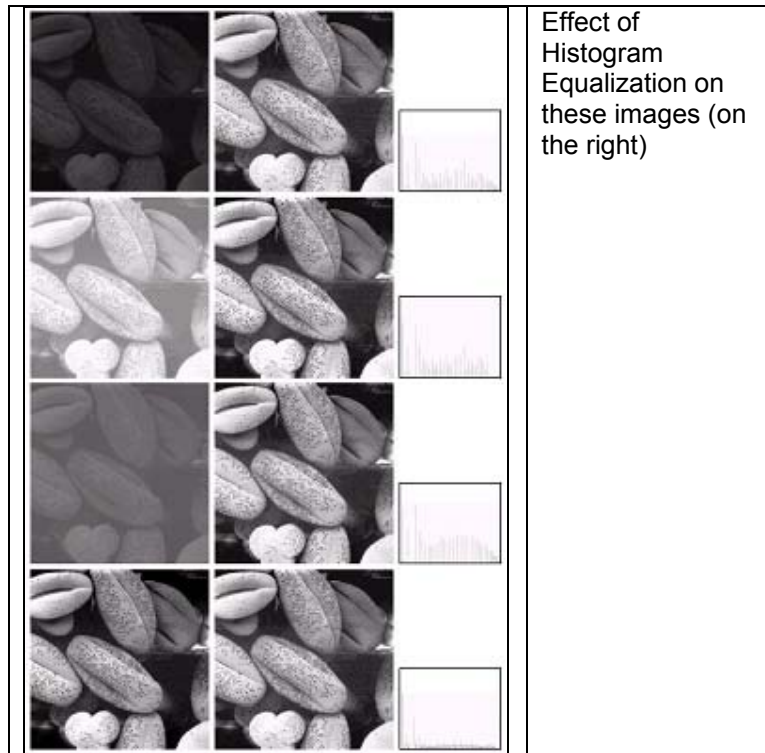 Effect of
Histogram
Equalization on
these images (on
the right)